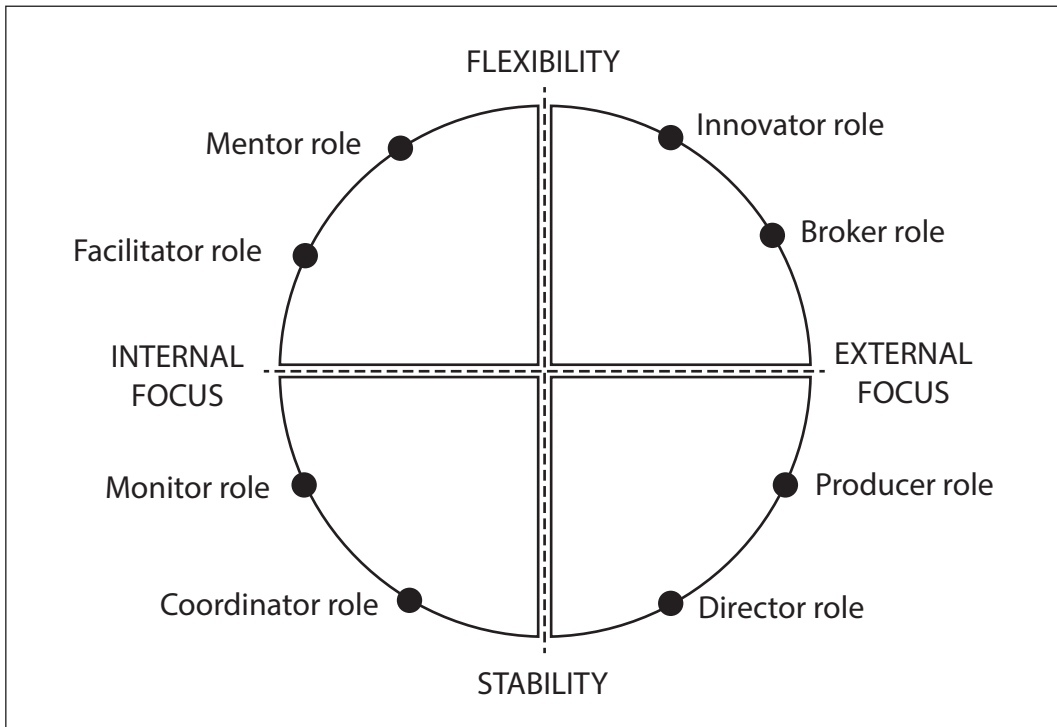 FLEXIBILITY
Mentor role
Innovator role
Facilitator role
Broker role
INTERNAL
FOCUS
EXTERNAL
FOCUS
Monitor role
Producer role
Coordinator role
Director role
STABILITY